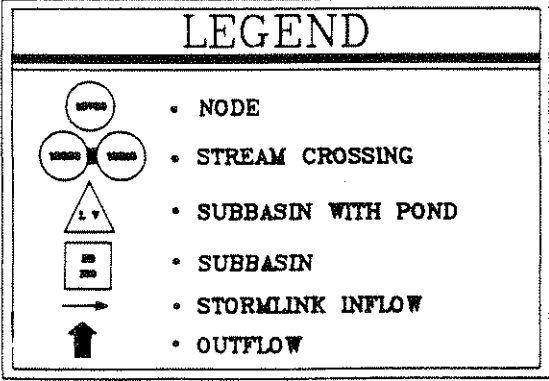 LEGEND
• NODE
• STREAM CROSSING
L V • SUBBASIN WITH POND
• SUBBASIN
• STORMLINK INFLOW
• OUTFLOW